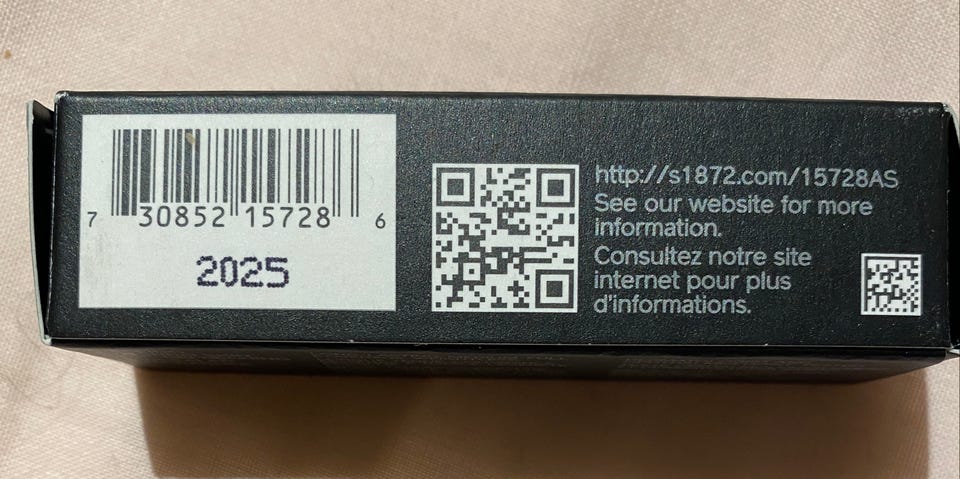 7 30852 15728 6
2025
http://s1872.com/15728AS
See our website for more
information.
Consultez notre site
internet pour plus
d'informations.